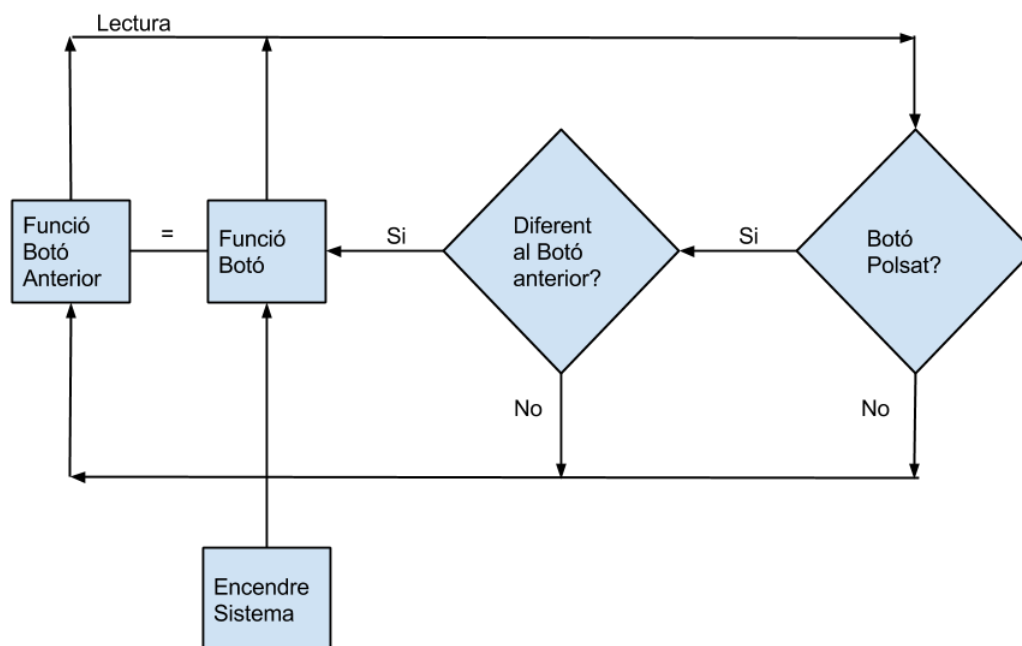 Lectura
Funció
Botó
Anterior
=
Funció
Botó
Si
Diferent
al Botó
anterior?
Si
Botó
Polsat?
No
No
Encendre
Sistema